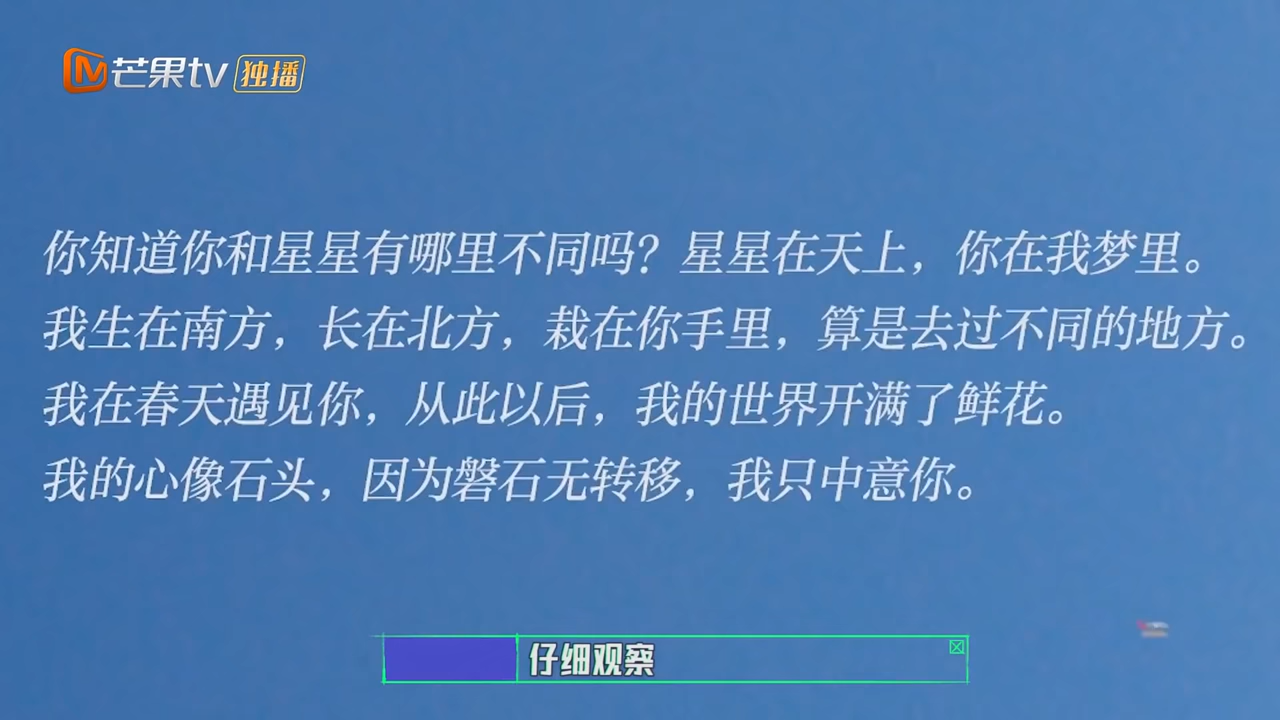 芒果tv 独播
你知道你和星星有哪里不同吗？星星在天上，你在我梦里。
我生在南方，长在北方，栽在你手里，算是去过不同的地方。
我在春天遇见你，从此以后，我的世界开满了鲜花。
我的心像石头，因为磐石无转移，我只中意你。
仔细观察